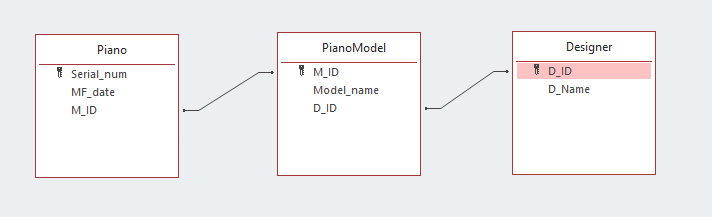 Piano
Serial_num
MF_date
M_ID
PianoModel
M_ID
Model_name
D_ID
Designer
D_ID
D_Name